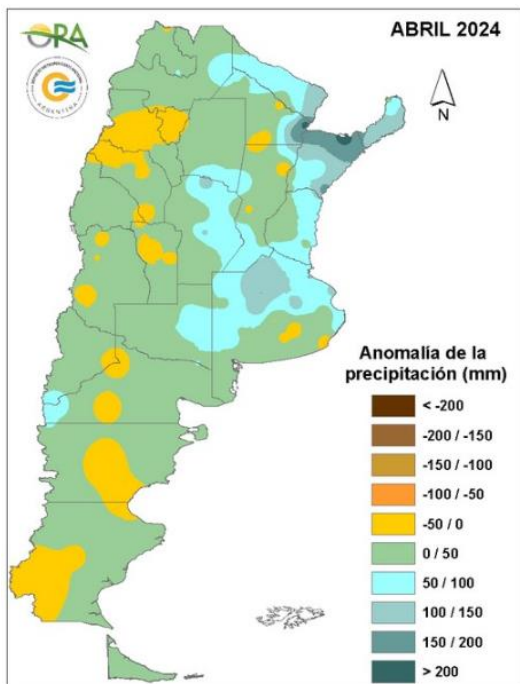 ORA
ARGENTINA
ABRIL 2024
N
Anomalía de la
precipitación (mm)
< -200
-200 / -150
-150 / -100
-100 / -50
-50 / 0
0 / 50
50 / 100
100 / 150
150 / 200
> 200